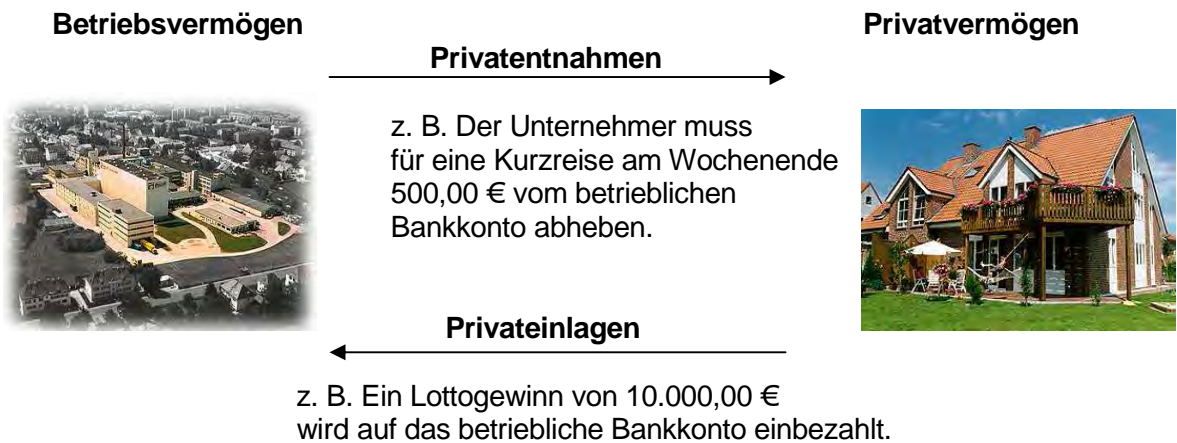 Betriebsvermögen
Privatvermögen
Privatentnahmen
z. B. Der Unternehmer muss
für eine Kurzreise am Wochenende
500,00 € vom betrieblichen
Bankkonto abheben.
Privateinlagen
z. B. Ein Lottogewinn von 10.000,00 €
wird auf das betriebliche Bankkonto einbezahlt.